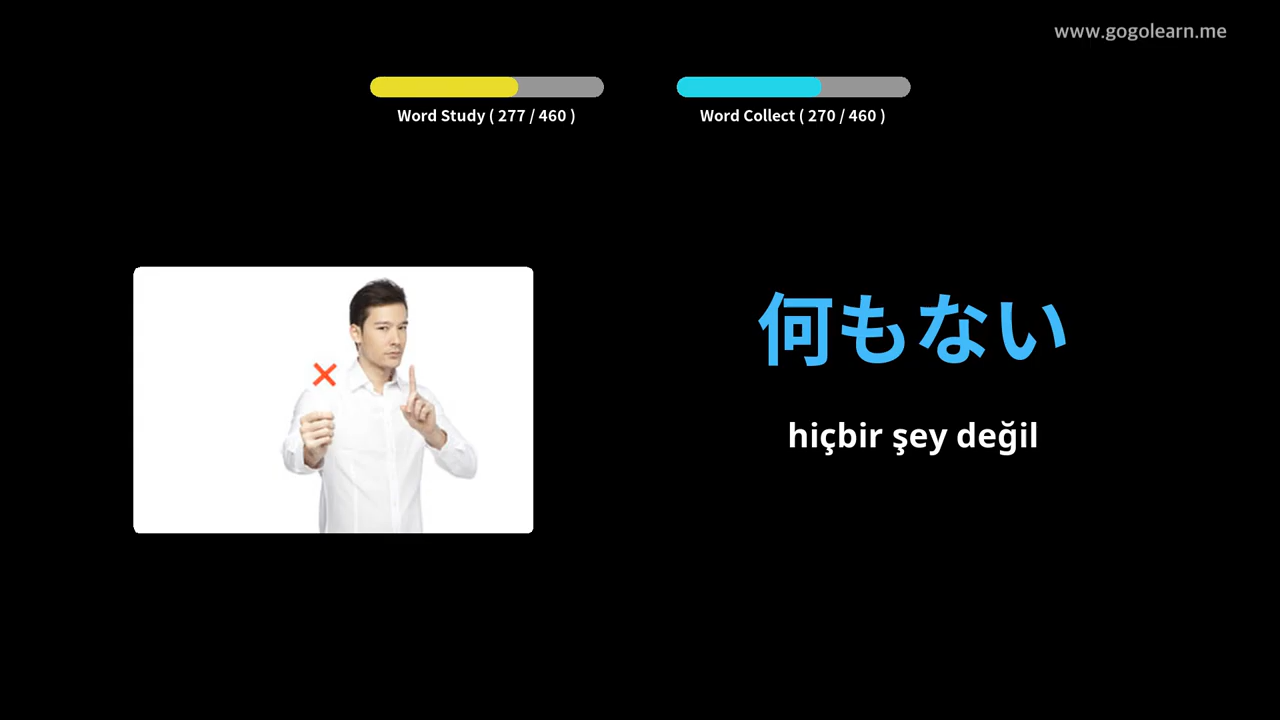 www.gogolearn.me
Word Study ( 277 / 460 )
Word Collect ( 270 / 460 )
何もない
hiçbir şey değil